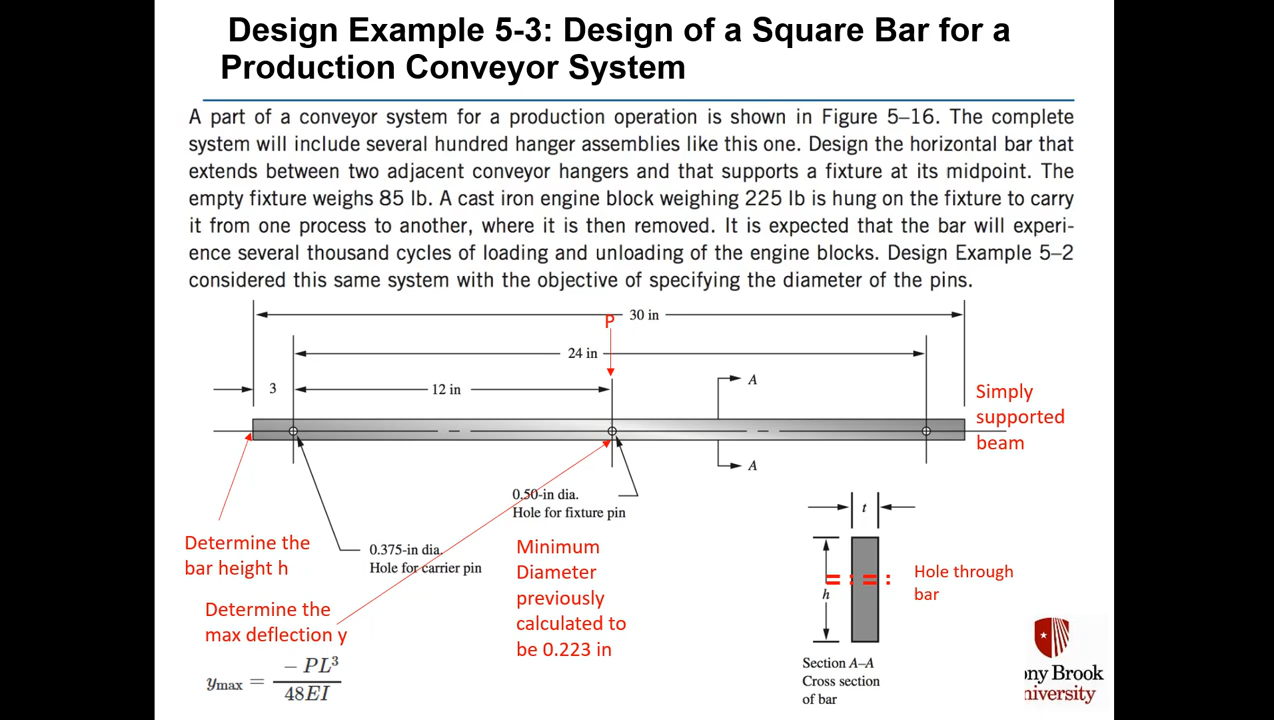 Design Example 5-3: Design of a Square Bar for a
Production Conveyor System
A part of a conveyor system for a production operation is shown in Figure 5–16. The complete
system will include several hundred hanger assemblies like this one. Design the horizontal bar that
extends between two adjacent conveyor hangers and that supports a fixture at its midpoint. The
empty fixture weighs 85 lb. A cast iron engine block weighing 225 lb is hung on the fixture to carry
it from one process to another, where it is then removed. It is expected that the bar will experi-
ence several thousand cycles of loading and unloading of the engine blocks. Design Example 5–2
considered this same system with the objective of specifying the diameter of the pins.
30 in
P
24 in
3
12 in
A
A
Simply
supported
beam
0.50-in dia.
Hole for fixture pin
0.375-in dia.
Hole for carrier pin
Determine the
bar height h
Determine the
max deflection y
Minimum
Diameter
previously
calculated to
be 0.223 in
t
h
Hole through
bar
Section A–A
Cross section
of bar
ymax = −PL³ / 48EI
ny Brook
niversity